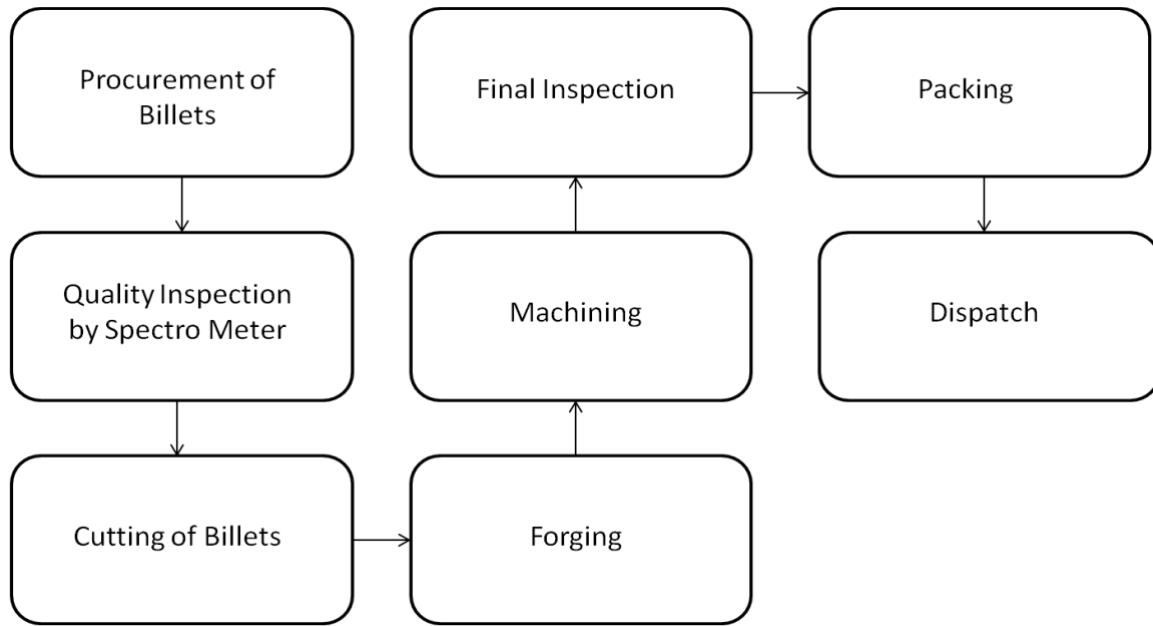 Procurement of
Billets
Quality Inspection
by Spectro Meter
Cutting of Billets
Forging
Machining
Final Inspection
Packing
Dispatch